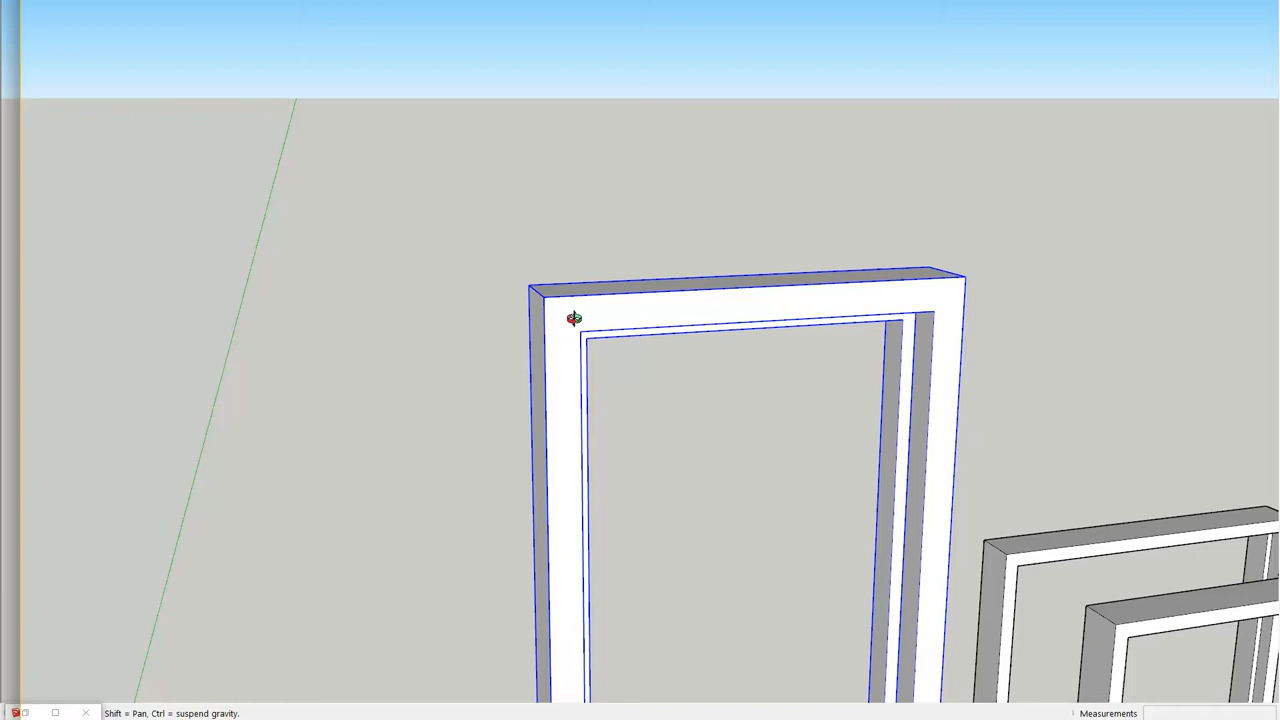 Shift = Pan, Ctrl = suspend gravity.
Measurements